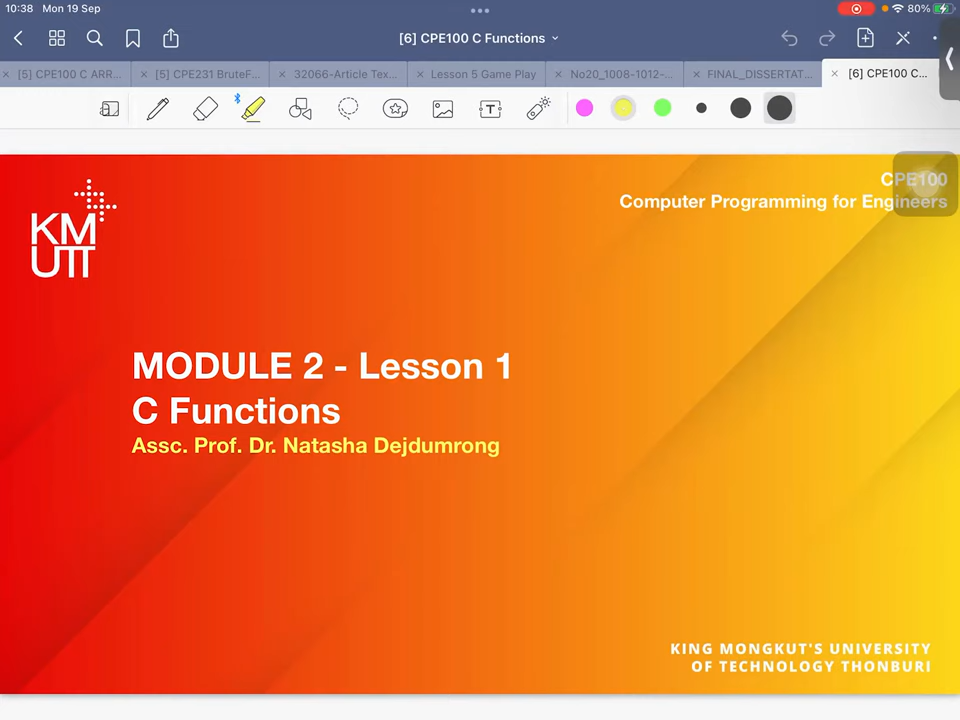 10:38 Mon 19 Sep
80%
[6] CPE100 C Functions
[5] CPE100 C ARR...
[5] CPE231 BruteF...
32066-Article Tex...
Lesson 5 Game Play
No20_1008-1012-...
FINAL_DISSERTAT...
[6] CPE100 C...
T
CPE100
Computer Programming for Engineers
KM
UTT
MODULE 2 - Lesson 1
C Functions
Assc. Prof. Dr. Natasha Dejdumrong
KING MONGKUT'S UNIVERSITY
OF TECHNOLOGY THONBURI